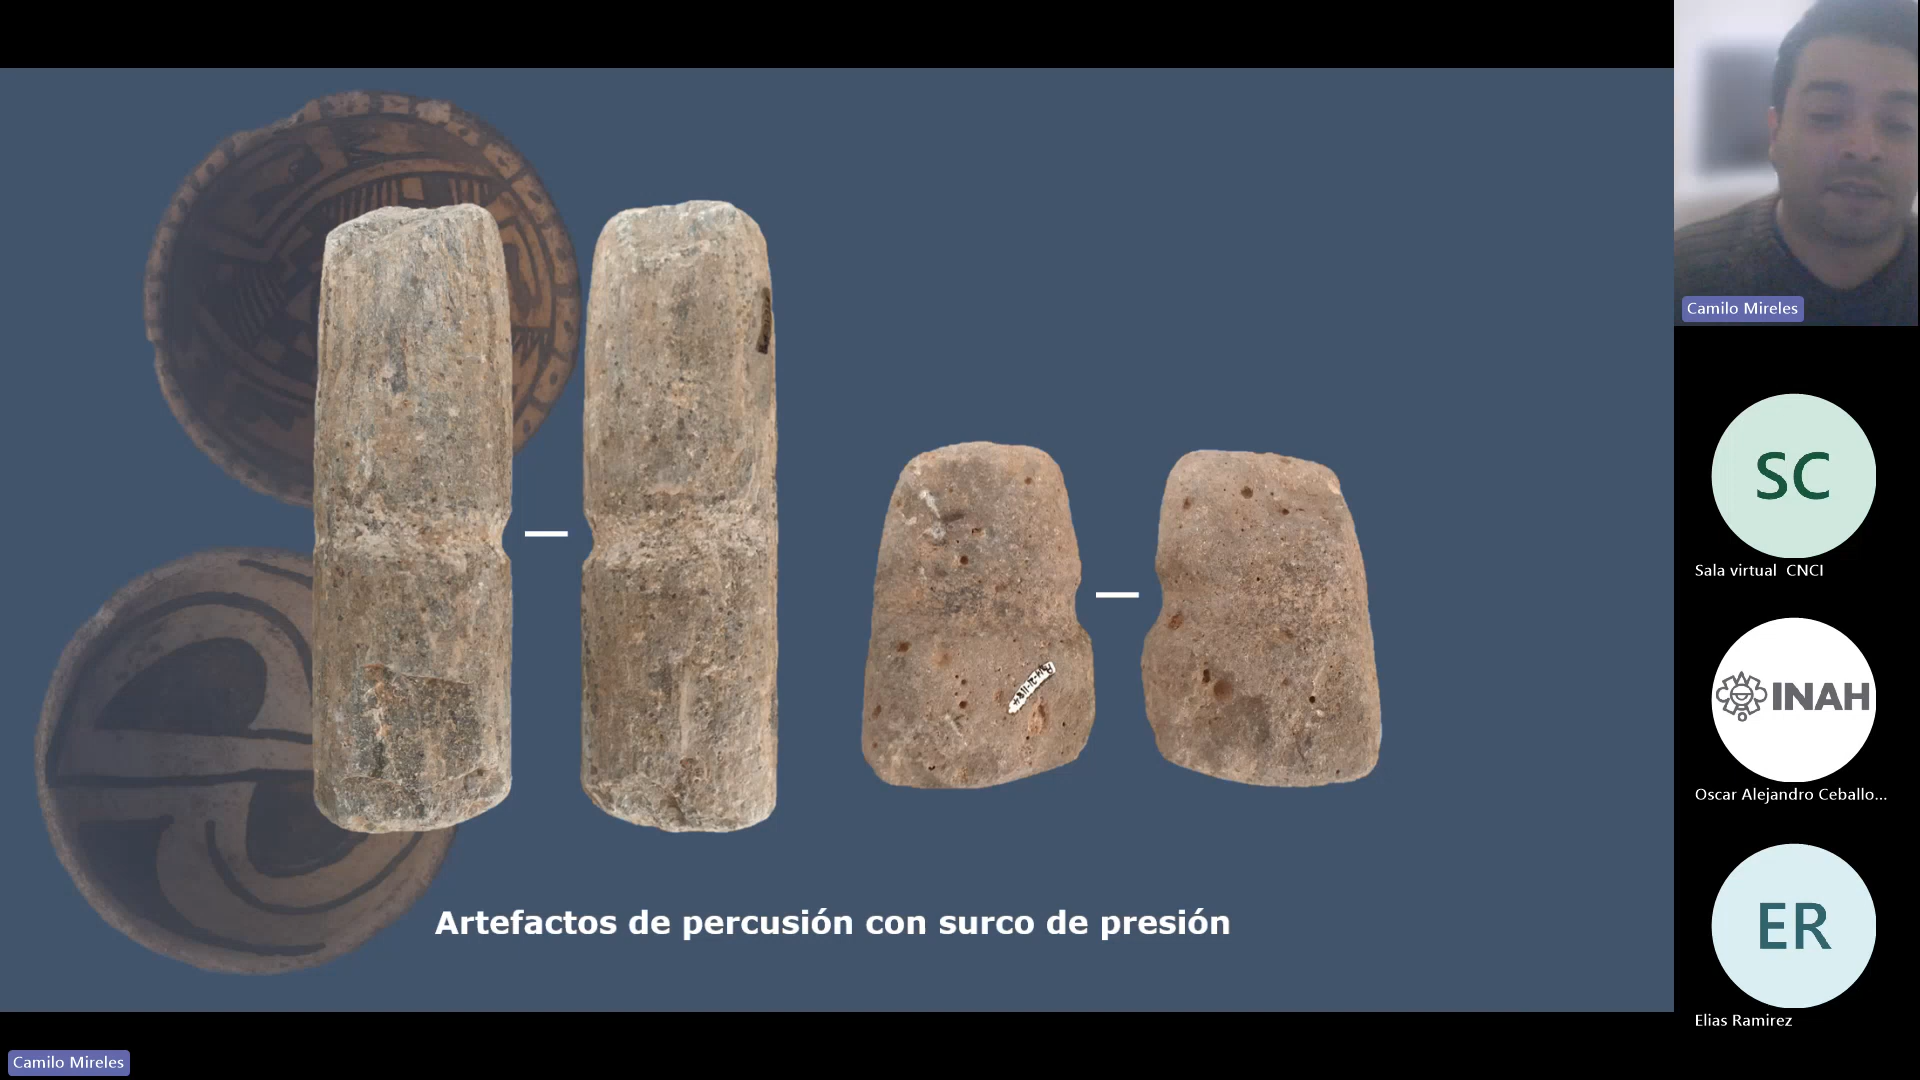 Artefactos de percusión con surco de presión
Camilo Mireles
SC
Sala virtual CNCI
INAH
Oscar Alejandro Ceballo...
ER
Elias Ramirez
Camilo Mireles